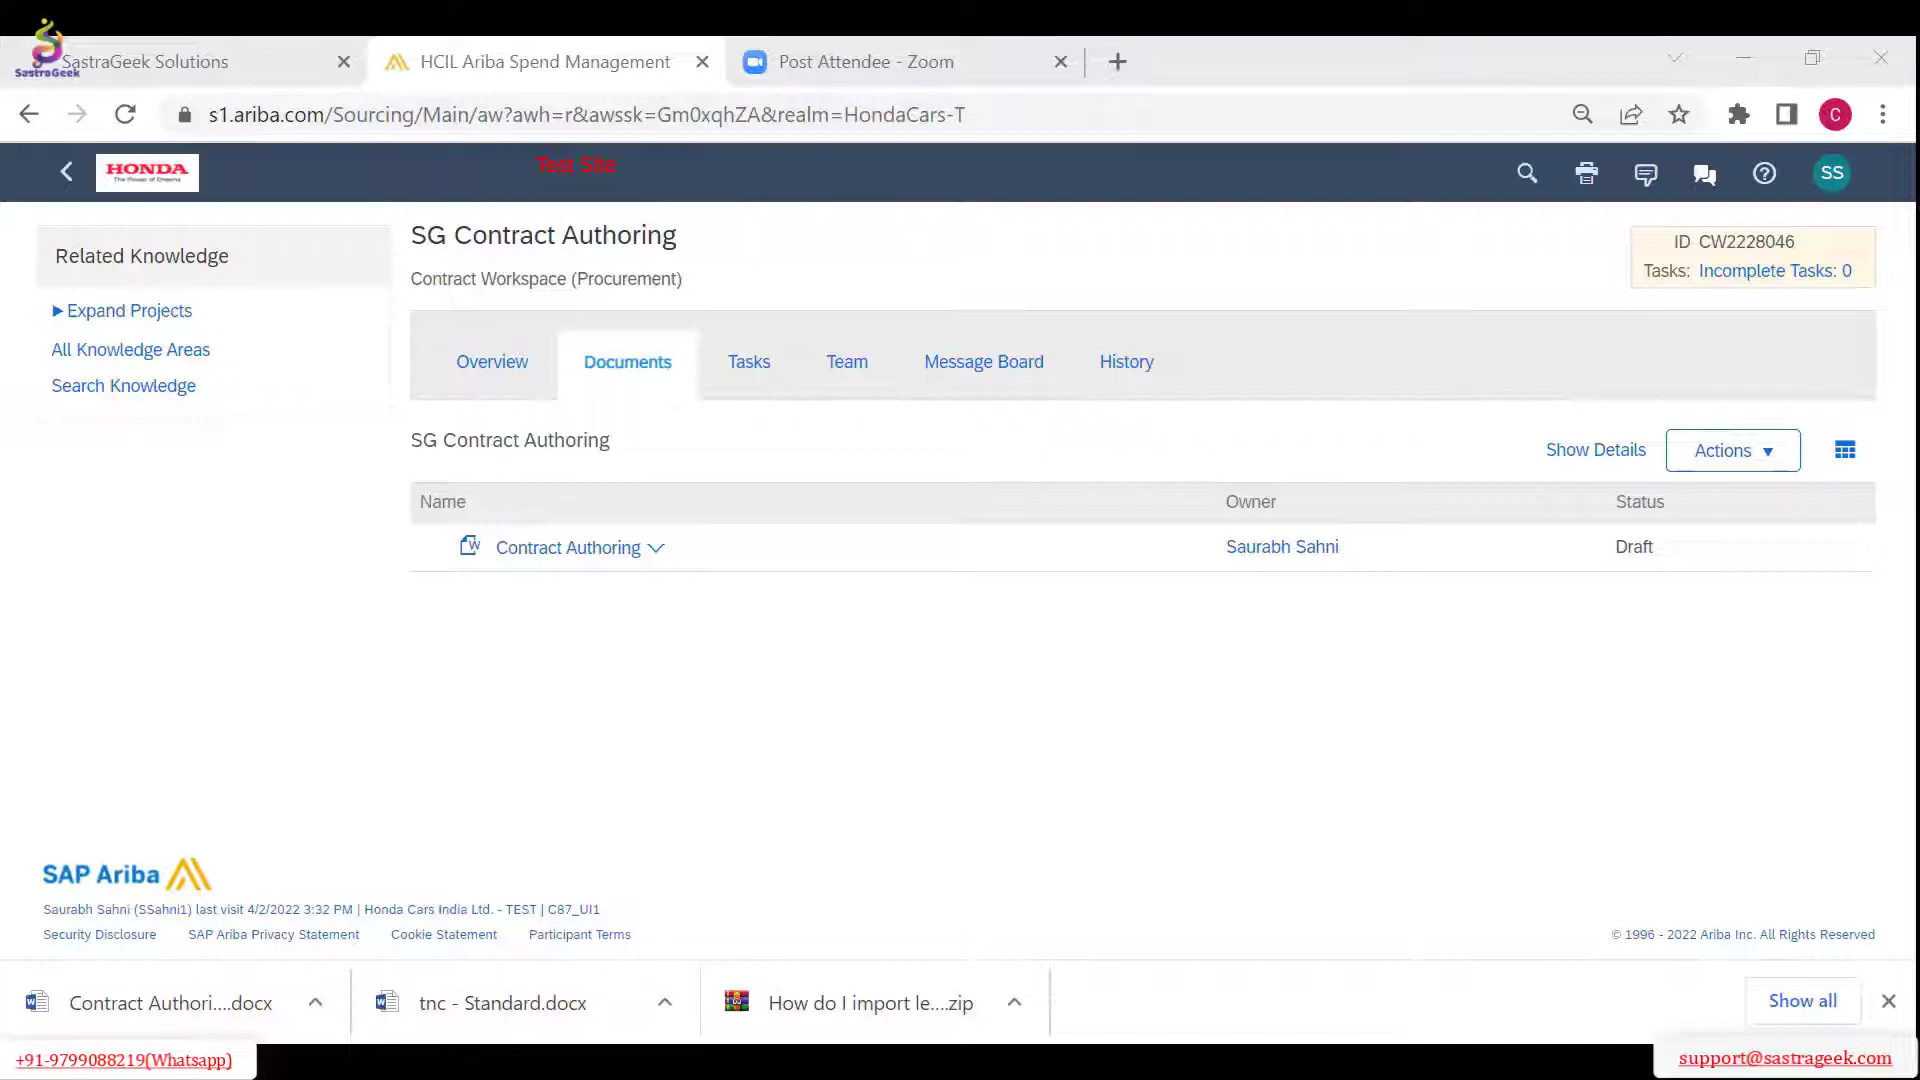 SastraGeek
SastraGeek Solutions
HCIL Ariba Spend Management
Post Attendee - Zoom
s1.ariba.com/Sourcing/Main/aw?awh=r&awssk=Gm0xqhZA&realm=HondaCars-T
C
HONDA
The Power of Dreams
Test Site
SS
Related Knowledge
Expand Projects
All Knowledge Areas
Search Knowledge
SG Contract Authoring
Contract Workspace (Procurement)
ID CW2228046
Tasks: Incomplete Tasks: 0
Overview Documents Tasks Team Message Board History
SG Contract Authoring
Show Details Actions
Name Owner Status
W Contract Authoring Saurabh Sahni Draft
SAP Ariba
Saurabh Sahni (SSahni1) last visit 4/2/2022 3:32 PM | Honda Cars India Ltd. - TEST | C87_UI1
Security Disclosure SAP Ariba Privacy Statement Cookie Statement Participant Terms
© 1996 - 2022 Ariba Inc. All Rights Reserved
Contract Authori....docx
tnc - Standard.docx
How do I import le....zip
Show all
+91-9799088219(Whatsapp)
support@sastrageek.com